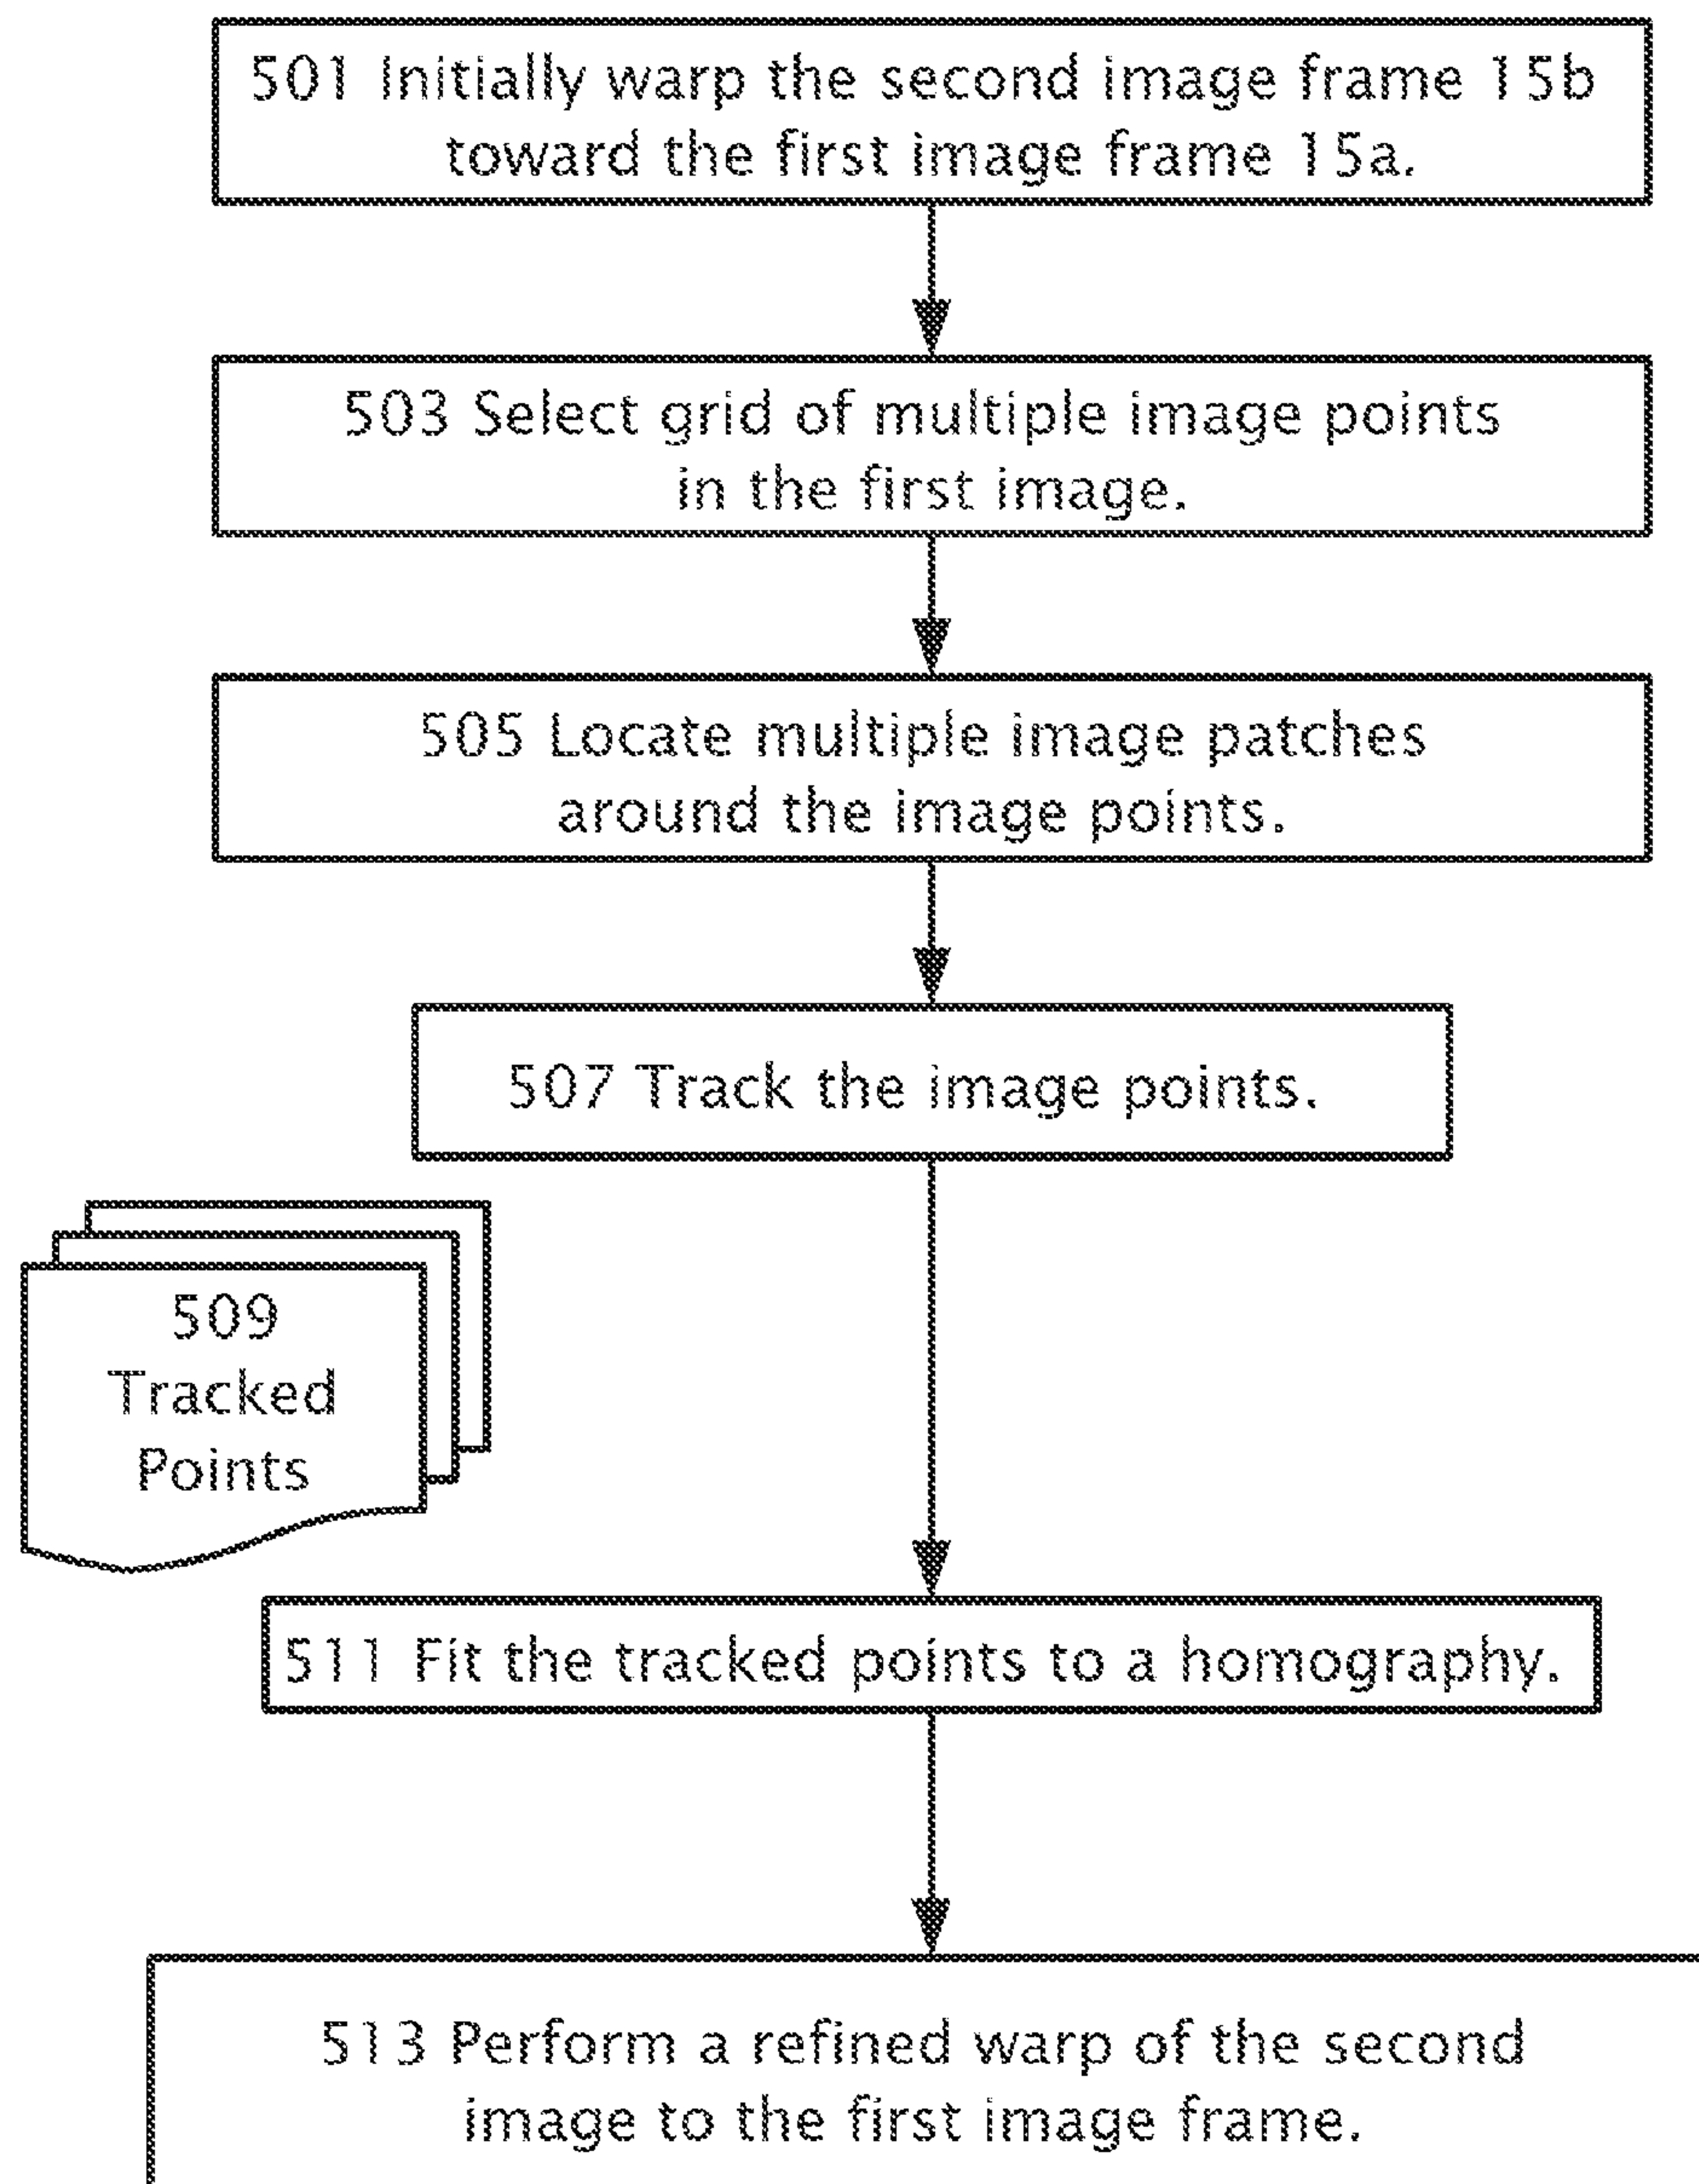 501 Initially warp the second image frame 15b
toward the first image frame 15a.
503 Select grid of multiple image points
in the first image.
505 Locate multiple image patches
around the image points.
507 Track the image points.
509
Tracked
Points
511 Fit the tracked points to a homography.
513 Perform a refined warp of the second
image to the first image frame.